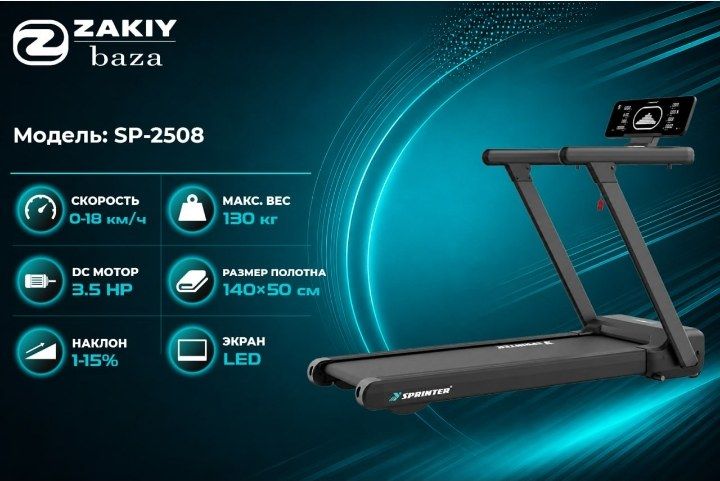 ZAKIY
baza
Модель: SP-2508
СКОРОСТЬ
0-18 км/ч
МАКС. ВЕС
130 кг
DC МОТОР
3.5 HP
РАЗМЕР ПОЛОТНА
140×50 см
НАКЛОН
1-15%
ЭКРАН
LED
SPRINTER
SPRINTER